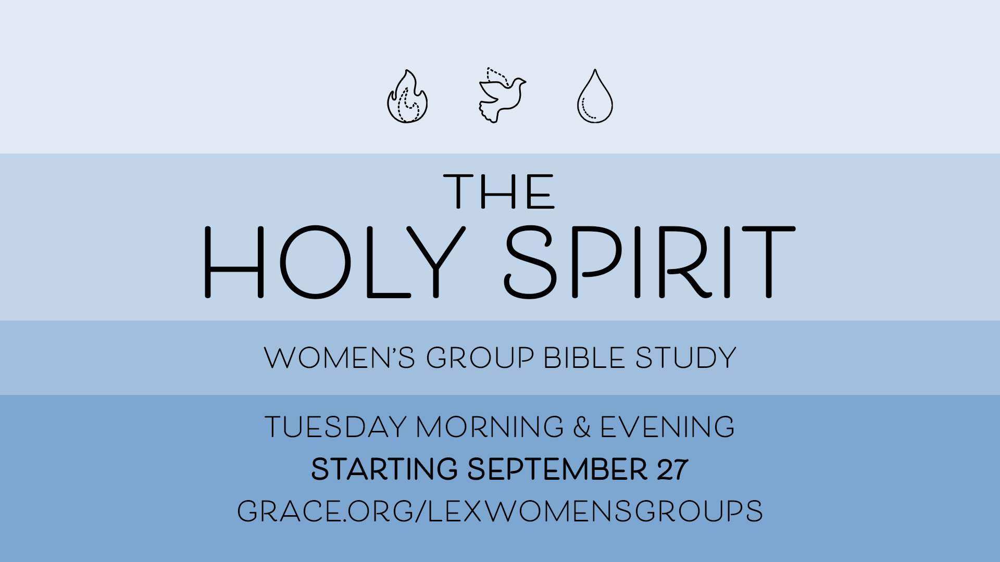 THE
HOLY SPIRIT
WOMEN'S GROUP BIBLE STUDY
TUESDAY MORNING & EVENING
STARTING SEPTEMBER 27
GRACE.ORG/LEXWOMENSGROUPS